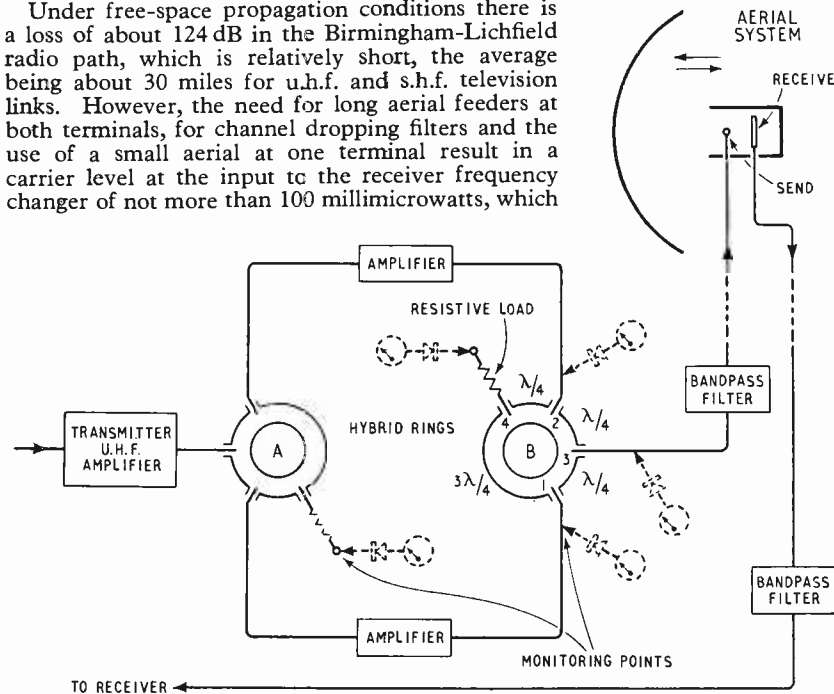 Under free-space propagation conditions there is
a loss of about 124 dB in the Birmingham-Lichfield
radio path, which is relatively short, the average
being about 30 miles for u.h.f. and s.h.f. television
links. However, the need for long aerial feeders at
both terminals, for channel dropping filters and the
use of a small aerial at one terminal result in a
carrier level at the input to the receiver frequency
changer of not more than 100 millimicrowatts, which
AERIAL
SYSTEM
RECEIVE
SEND
AMPLIFIER
RESISTIVE LOAD
λ/4
BANDPASS
FILTER
TRANSMITTER
U.H.F.
AMPLIFIER
A
HYBRID RINGS
4
2
λ/4
B
3
3λ/4
1
λ/4
BANDPASS
FILTER
AMPLIFIER
MONITORING POINTS
TO RECEIVER